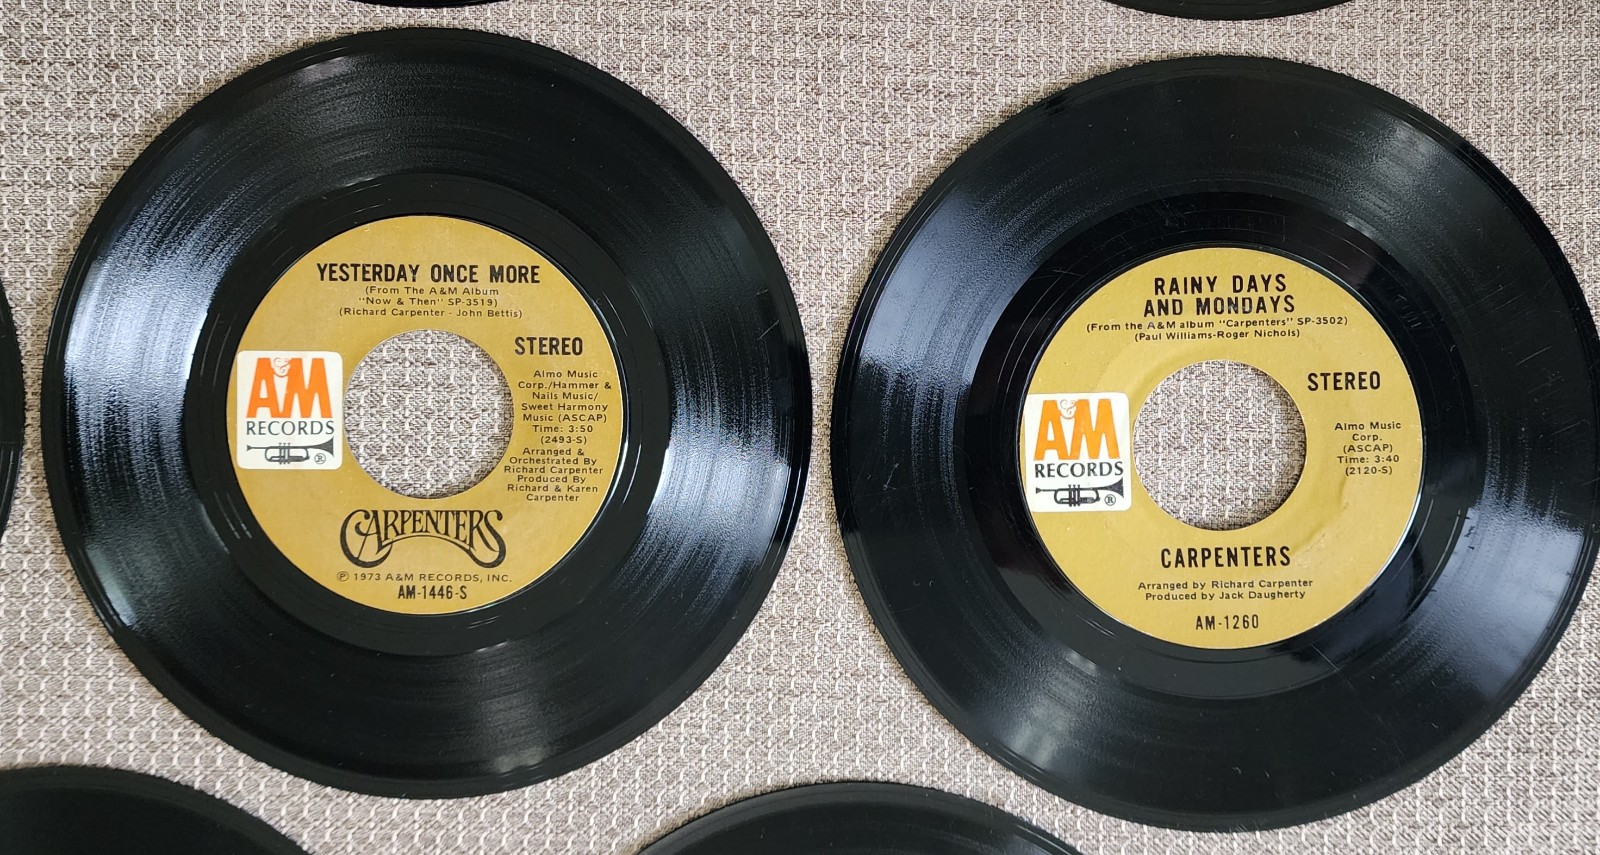 YESTERDAY ONCE MORE
(From The A&M Album
"Now & Then" SP-3519)
(Richard Carpenter - John Bettis)
STEREO
A&M
RECORDS
®
Almo Music
Corp./Hammer &
Nails Music/
Sweet Harmony
Music (ASCAP)
Time: 3:50
(2493-S)
Arranged &
Orchestrated By
Richard Carpenter
Produced By
Richard & Karen
Carpenter
CARPENTERS
℗ 1973 A&M RECORDS, INC.
AM-1446-S
RAINY DAYS
AND MONDAYS
(From the A&M album "Carpenters" SP-3502)
(Paul Williams-Roger Nichols)
STEREO
A&M
RECORDS
®
Almo Music
Corp.
(ASCAP)
Time: 3:40
(2120-S)
CARPENTERS
Arranged by Richard Carpenter
Produced by Jack Daugherty
AM-1260